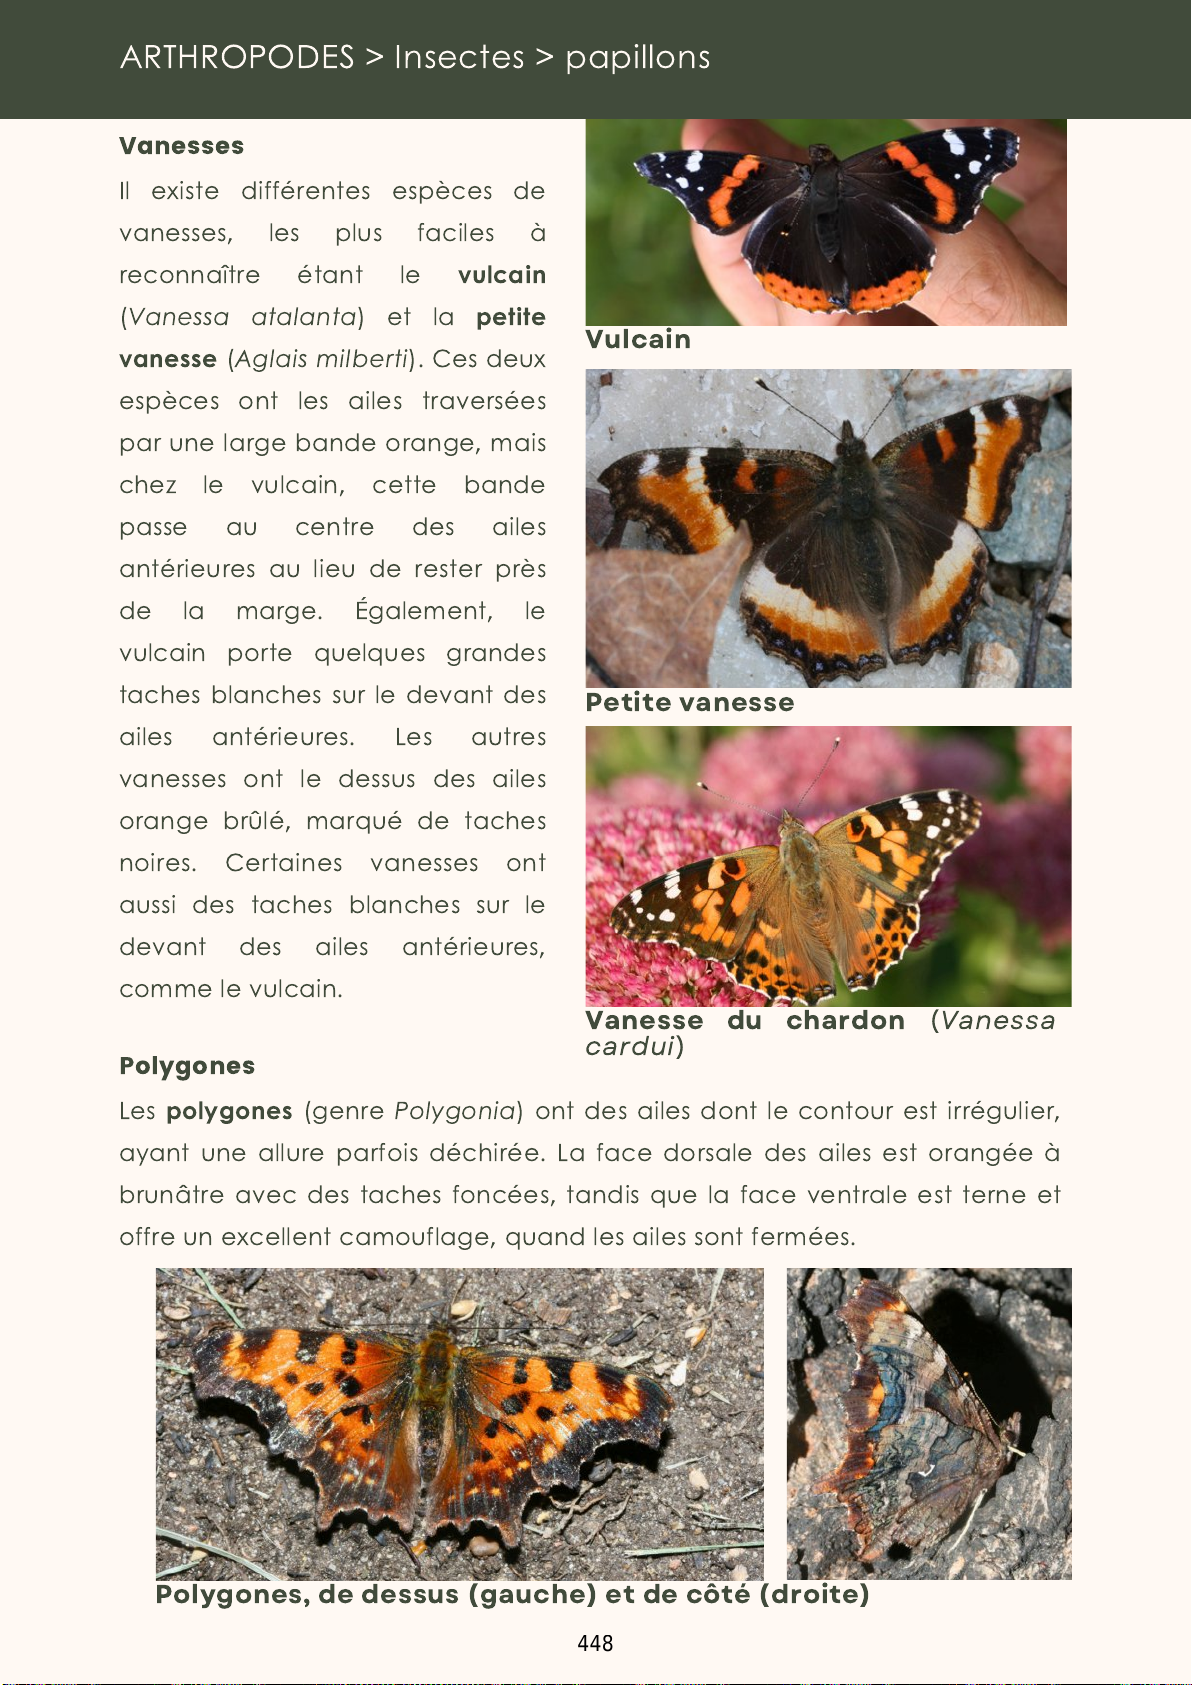 ARTHROPODES > Insectes > papillons
Vanesses
Il existe différentes espèces de
vanesses, les plus faciles à
reconnaître étant le vulcain
(Vanessa atalanta) et la petite
vanesse (Aglais milberti). Ces deux
espèces ont les ailes traversées
par une large bande orange, mais
chez le vulcain, cette bande
passe au centre des ailes
antérieures au lieu de rester près
de la marge. Également, le
vulcain porte quelques grandes
taches blanches sur le devant des
ailes antérieures. Les autres
vanesses ont le dessus des ailes
orange brûlé, marqué de taches
noires. Certaines vanesses ont
aussi des taches blanches sur le
devant des ailes antérieures,
comme le vulcain.
Vulcain
Petite vanesse
Vanesse du chardon (Vanessa
cardui)
Polygones
Les polygones (genre Polygonia) ont des ailes dont le contour est irrégulier,
ayant une allure parfois déchirée. La face dorsale des ailes est orangée à
brunâtre avec des taches foncées, tandis que la face ventrale est terne et
offre un excellent camouflage, quand les ailes sont fermées.
Polygones, de dessus (gauche) et de côté (droite)
448